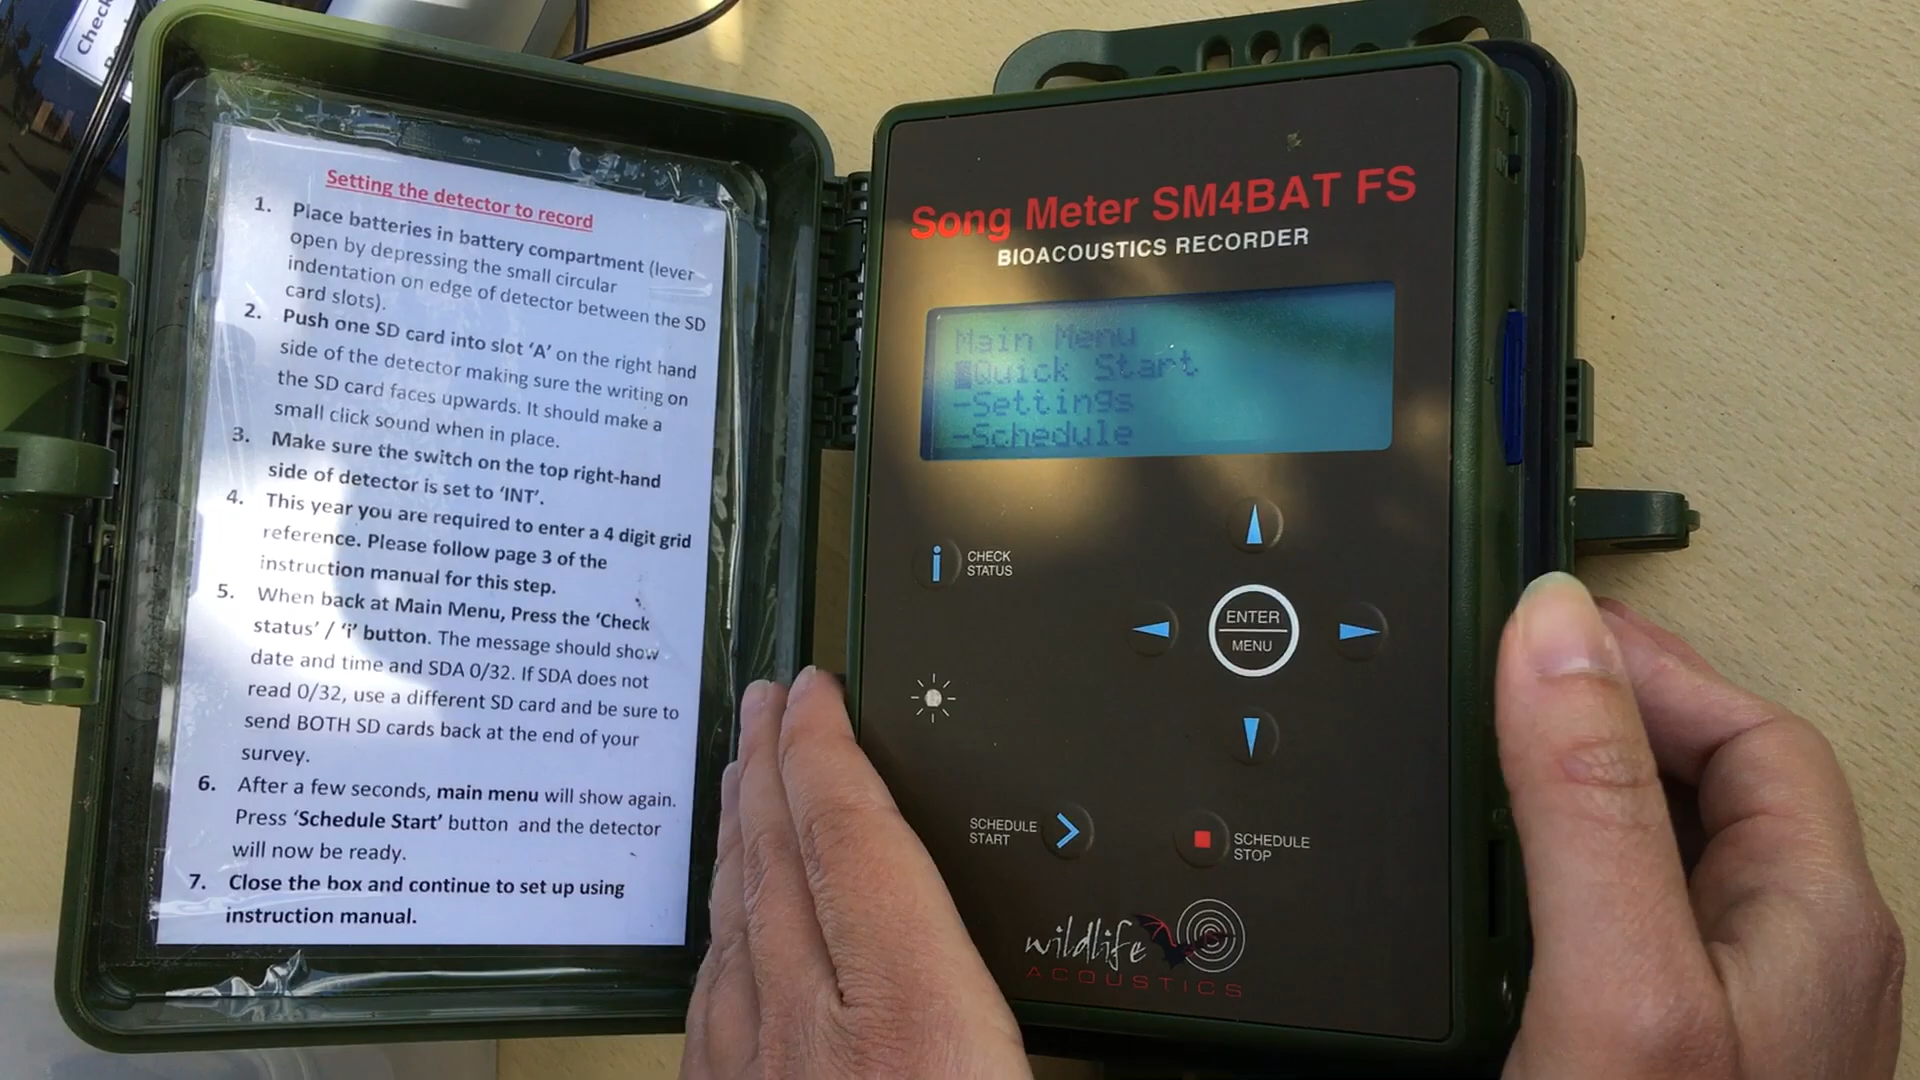 Check
Setting the detector to record
1. Place batteries in battery compartment (lever
open by depressing the small circular
indentation on edge of detector between the SD
card slots).
2. Push one SD card into slot ‘A’ on the right hand
side of the detector making sure the writing on
the SD card faces upwards. It should make a
small click sound when in place.
3. Make sure the switch on the top right-hand
side of detector is set to ‘INT’.
4. This year you are required to enter a 4 digit grid
reference. Please follow page 3 of the
instruction manual for this step.
5. When back at Main Menu, Press the ‘Check
status’ / ‘i’ button. The message should show
date and time and SDA 0/32. If SDA does not
read 0/32, use a different SD card and be sure to
send BOTH SD cards back at the end of your
survey.
6. After a few seconds, main menu will show again.
Press ‘Schedule Start’ button and the detector
will now be ready.
7. Close the box and continue to set up using
instruction manual.
Song Meter SM4BAT FS
BIOACOUSTICS RECORDER
Main Menu
Quick Start
-Settings
-Schedule
i CHECK
STATUS
ENTER
MENU
SCHEDULE
START
SCHEDULE
STOP
wildlife
ACOUSTICS